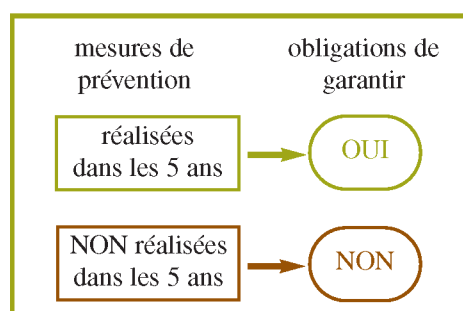 mesures de
prévention
obligations de
garantir
réalisées
dans les 5 ans
OUI
NON réalisées
dans les 5 ans
NON